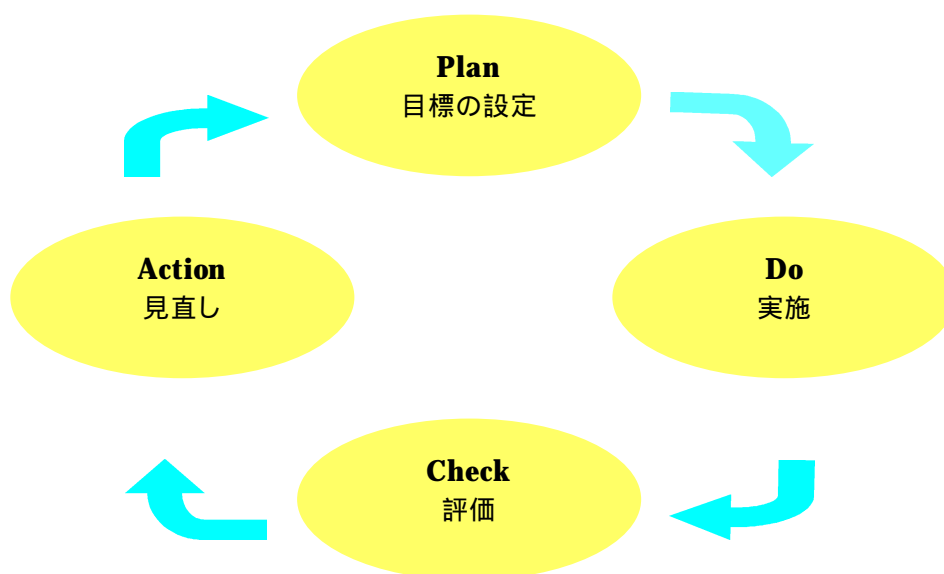 Plan
目標の設定
Action
見直し
Do
実施
Check
評価